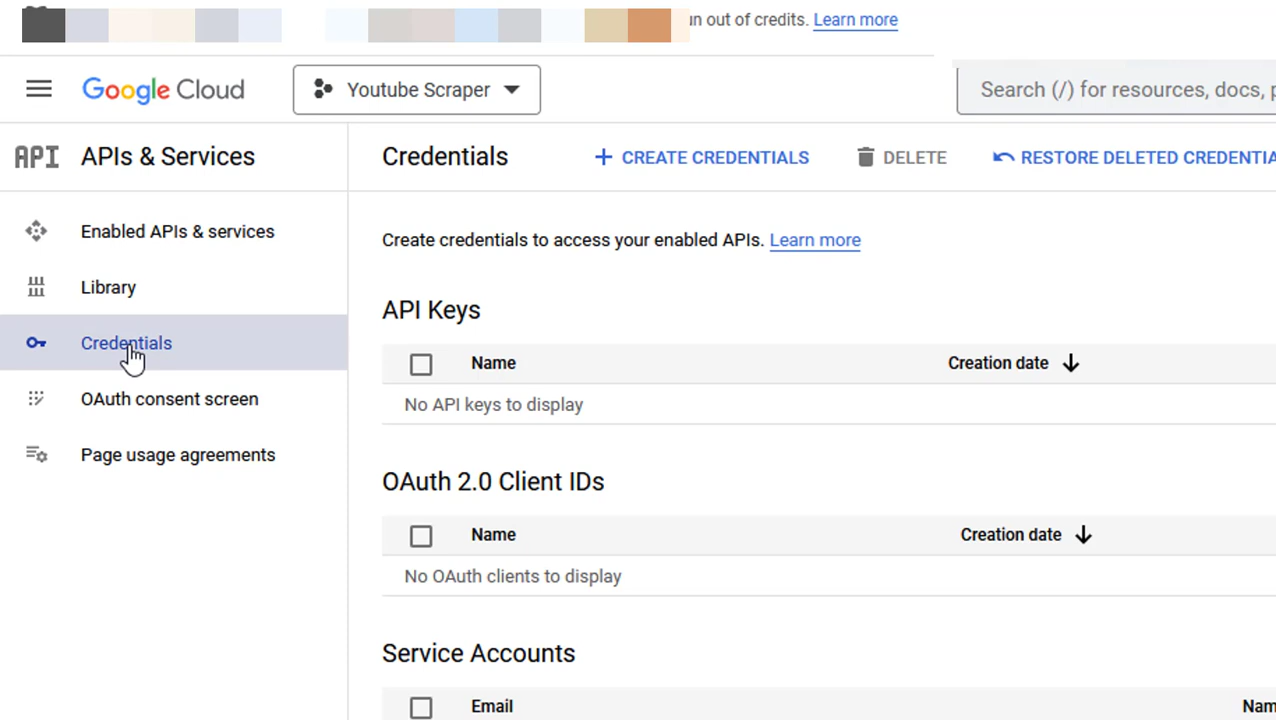 out of credits. Learn more
Google Cloud
Youtube Scraper
Search (/) for resources, docs,
API APIs & Services
Credentials
+ CREATE CREDENTIALS
DELETE
RESTORE DELETED
Enabled APIs & services
Library
Credentials
OAuth consent screen
Page usage agreements
Create credentials to access your enabled APIs. Learn more
API Keys
Name
Creation date
No API keys to display
OAuth 2.0 Client IDs
Name
Creation date
No OAuth clients to display
Service Accounts
Email